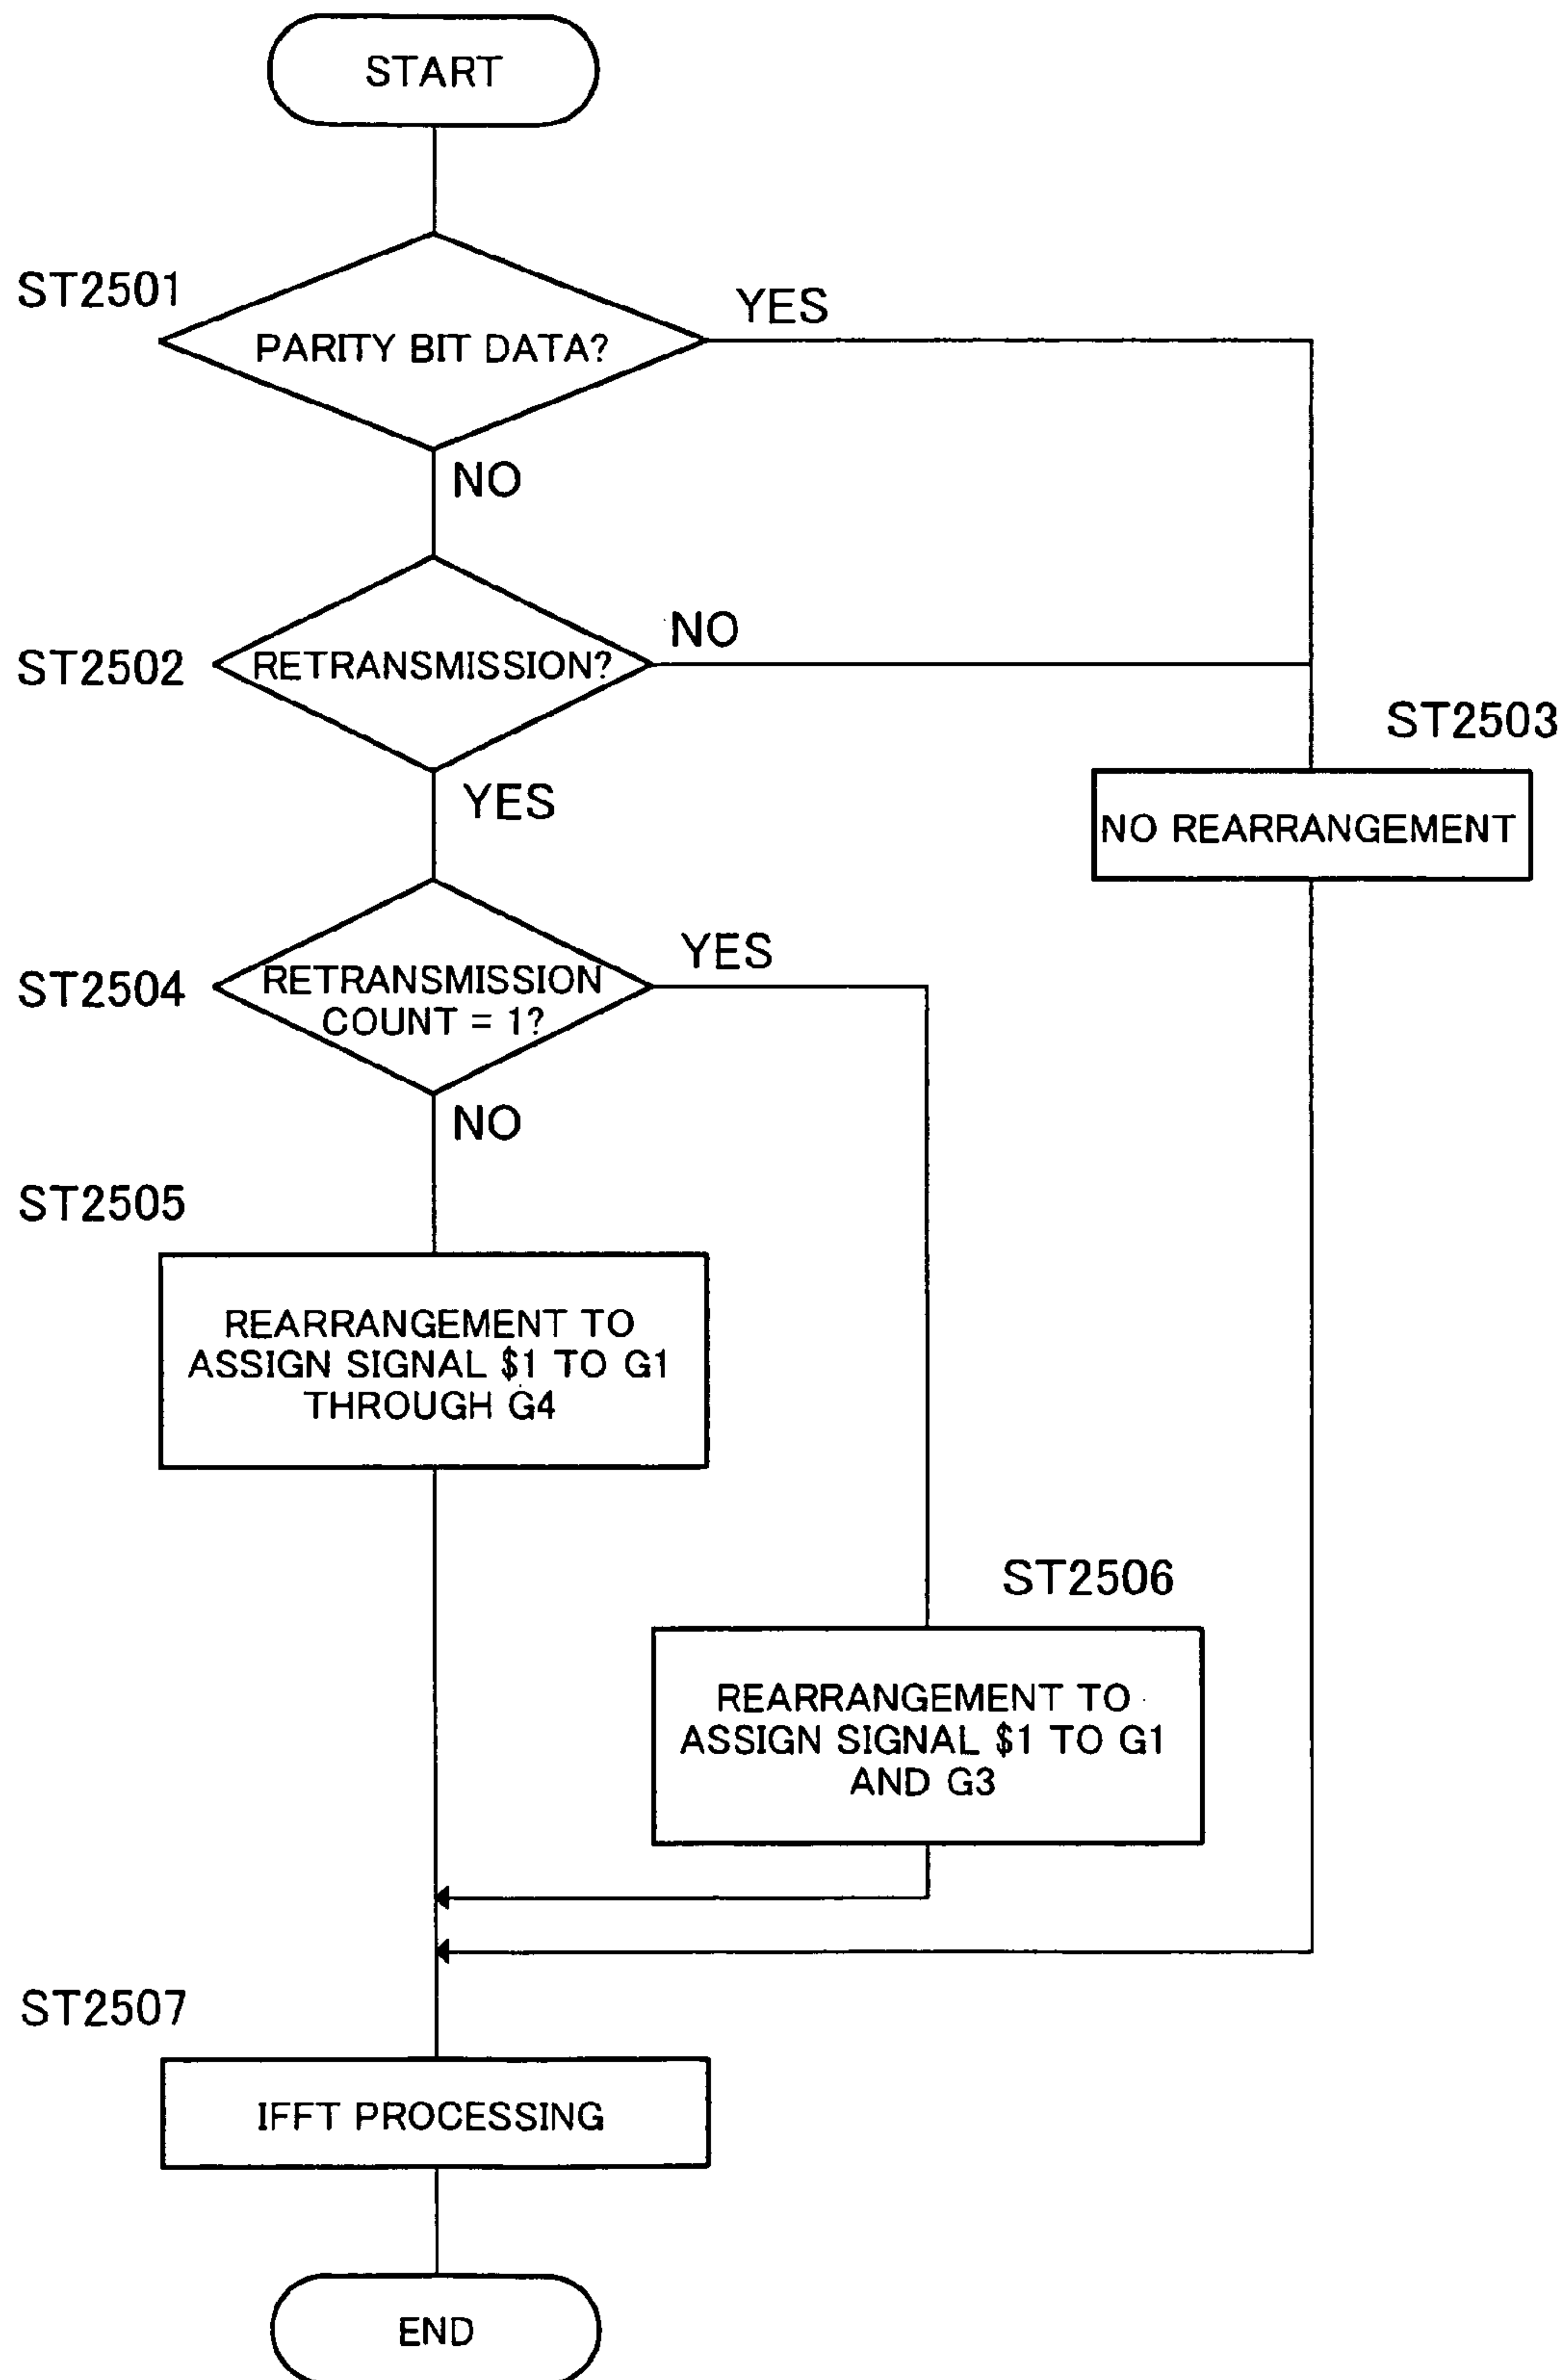 START
ST2501
PARITY BIT DATA?
YES
NO
ST2502
RETRANSMISSION?
NO
YES
ST2503
NO REARRANGEMENT
ST2504
RETRANSMISSION
COUNT = 1?
YES
NO
ST2505
REARRANGEMENT TO
ASSIGN SIGNAL $1 TO G1
THROUGH G4
ST2506
REARRANGEMENT TO
ASSIGN SIGNAL $1 TO G1
AND G3
ST2507
IFFT PROCESSING
END